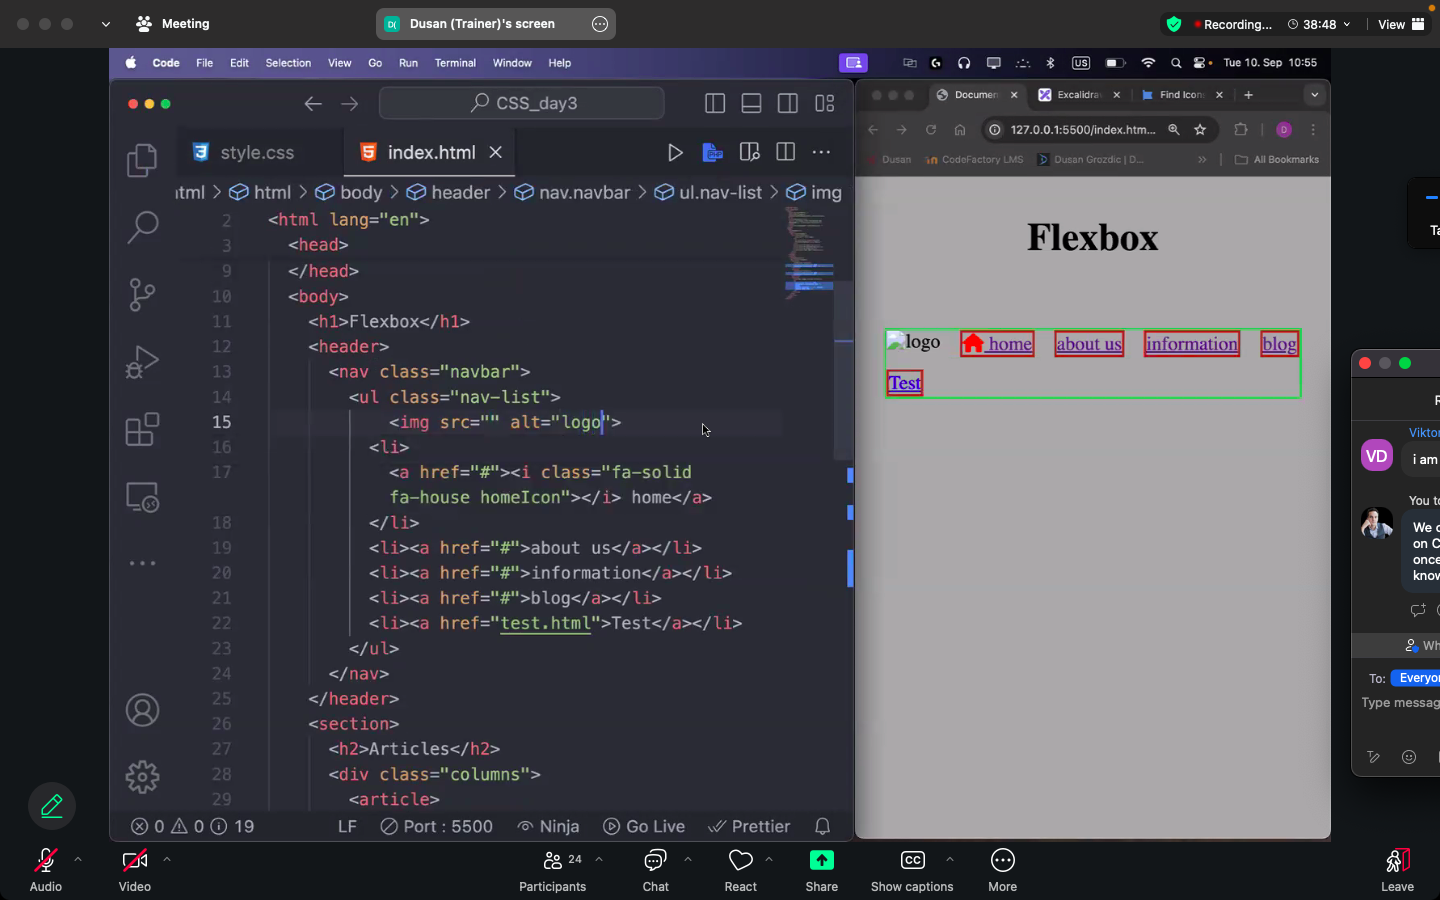 Meeting
D(
Dusan (Trainer)'s screen
Recording...
38:48
View
Code File Edit Selection View Go Run Terminal Window Help
US
Tue 10. Sep 10:55
CSS_day3
style.css
index.html
html > html > body > header > nav.navbar > ul.nav-list > img
2 <html lang="en">
3 <head>
9 </head>
10 <body>
11 <h1>Flexbox</h1>
12 <header>
13 <nav class="navbar">
14 <ul class="nav-list">
15 <img src="" alt="logo">
16 <li>
17 <a href="#"><i class="fa-solid
fa-house homeIcon"></i> home</a>
18 </li>
19 <li><a href="#">about us</a></li>
20 <li><a href="#">information</a></li>
21 <li><a href="#">blog</a></li>
22 <li><a href="test.html">Test</a></li>
23 </ul>
24 </nav>
25 </header>
26 <section>
27 <h2>Articles</h2>
28 <div class="columns">
29 <article>
0 0 19 LF Port : 5500 Ninja Go Live Prettier
Documen Excalidra Find Icon
127.0.0.1:5500/index.htm...
D
Dusan CodeFactory LMS Dusan Grozdic | D... >> All Bookmarks
Flexbox
logo home about us information blog
Test
Viktor
VD
i am
You to
We c
on C
once
know
Wh
To: Everyon
Type messag
Audio
Video
24
Participants
Chat
React
Share
CC
Show captions
More
Leave